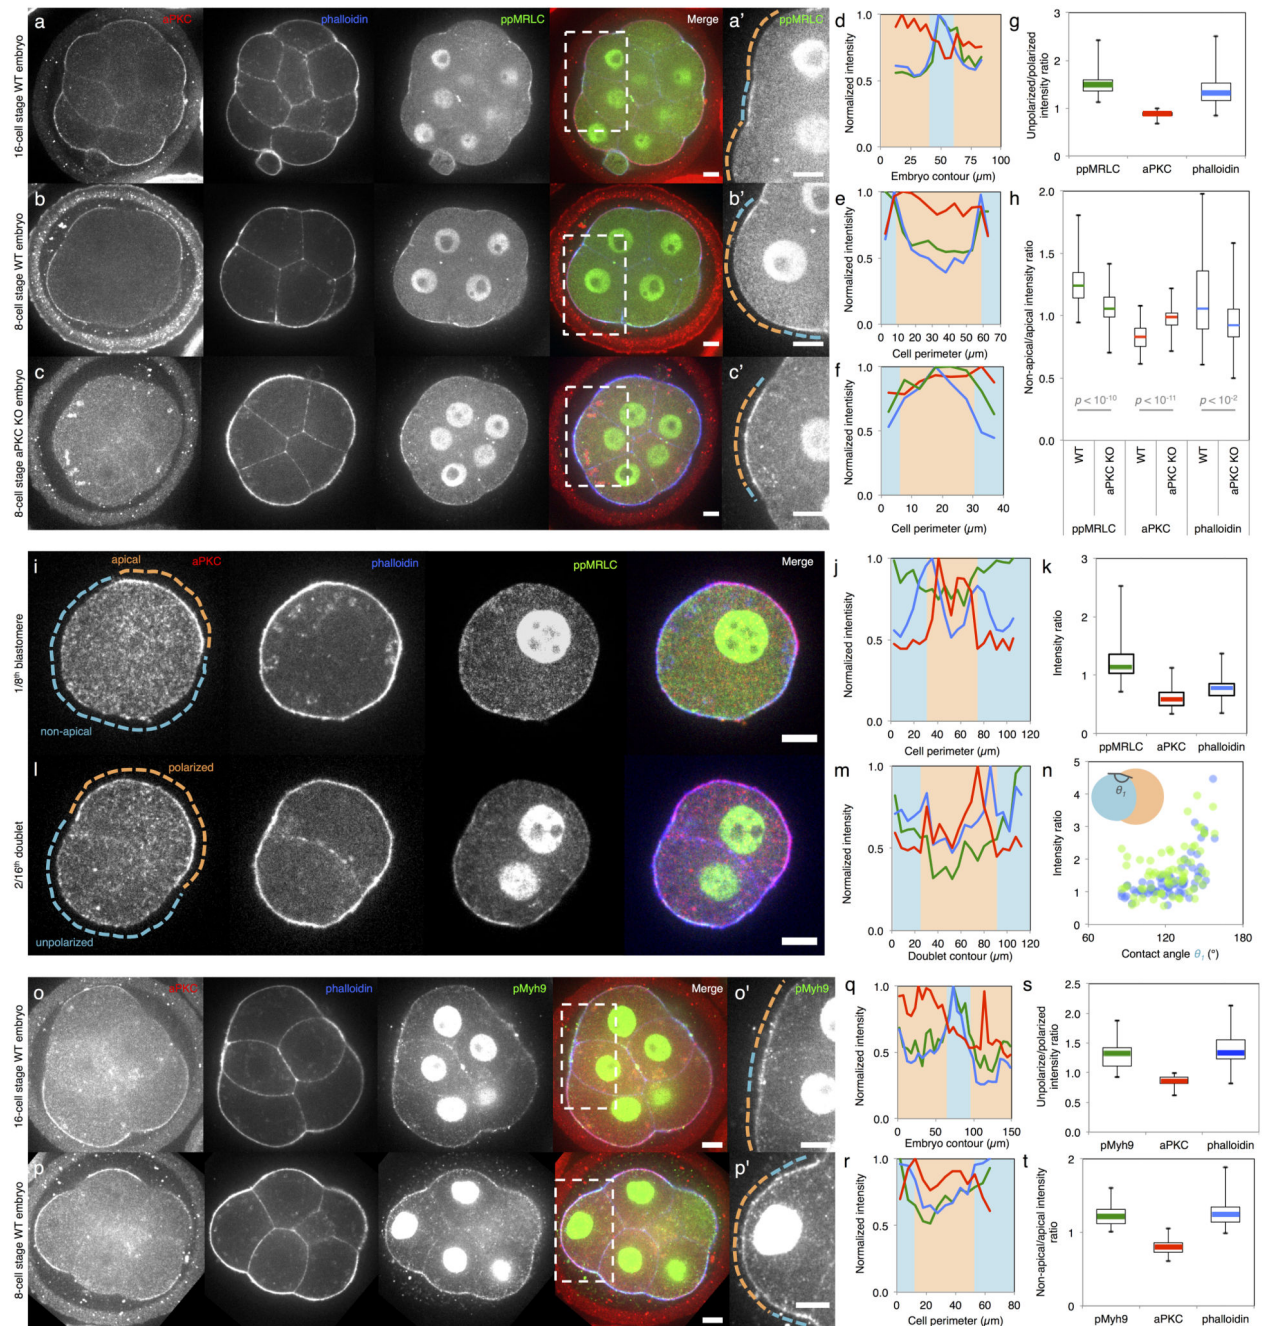 a aPKC phalloidin ppMRLC Merge a' ppMRLC
16-cell stage WT embryo
b b'
8-cell stage WT embryo
c c'
8-cell stage aPKC KO embryo
d
Normalized intensity
1.0
0.5
0.0
0 25 50 75 100
Embryo contour (µm)
e
Normalized intentisity
1.0
0.5
0.0
0 10 20 30 40 50 60 70
Cell perimeter (µm)
f
Normalized intentisity
1.0
0.5
0.0
0 10 20 30 40
Cell perimeter (µm)
g
Unpolarized/polarized
intensity ratio
3
2
1
0
ppMRLC aPKC phalloidin
h
Non-apical/apical intensity ratio
2.0
1.5
1.0
0.5
0.0
p < 10-10 p < 10-11 p < 10-2
WT aPKC KO WT aPKC KO WT aPKC KO
ppMRLC aPKC phalloidin
i apical aPKC phalloidin ppMRLC Merge
1/8th blastomere
non-apical
l polarized
2/16th doublet
unpolarized
j
Normalized intentisity
1.0
0.5
0.0
0 20 40 60 80 100 120
Cell perimeter (µm)
k
Intensity ratio
3
2
1
0
ppMRLC aPKC phalloidin
m
Normalized intensity
1.0
0.5
0.0
0 20 40 60 80 100 120
Doublet contour (µm)
n
Intensity ratio
5
4
3
2
1
0
θ1
60 120 180
Contact angle θ1 (°)
o aPKC phalloidin pMyh9 Merge o' pMyh9
16-cell stage WT embryo
p p'
8-cell stage WT embryo
q
Normalized intensity
1.0
0.5
0.0
0 50 100 150
Embryo contour (µm)
r
Normalized intensity
1.0
0.5
0.0
0 20 40 60 80
Cell perimeter (µm)
s
Unpolarize/polarized
intensity ratio
2.5
2.0
1.5
1.0
0.5
0.0
pMyh9 aPKC phalloidin
t
Non-apical/apical intensity
ratio
2
1
0
pMyh9 aPKC phalloidin